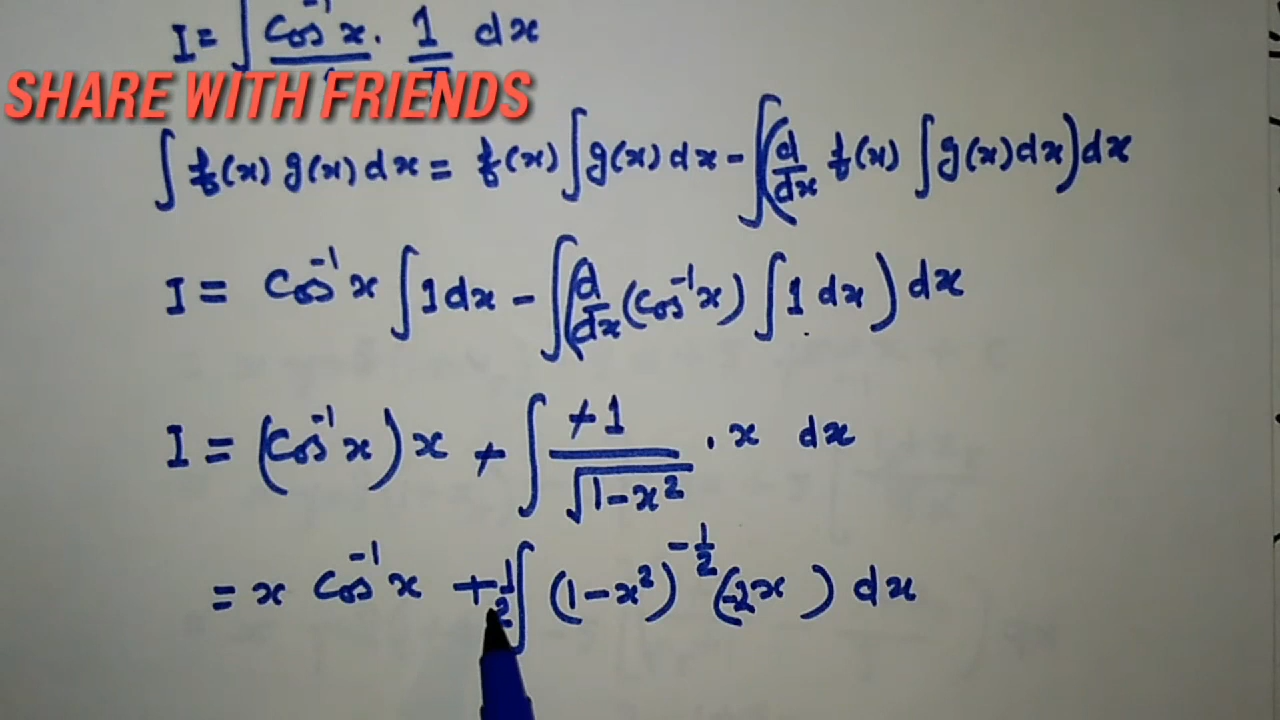 I = ∫ cos⁻¹x · 1 dx
SHARE WITH FRIENDS
∫ f(x) g(x) dx = f(x) ∫ g(x) dx - ∫ (d/dx f(x) ∫ g(x) dx) dx
I = cos⁻¹x ∫ 1 dx - ∫ (d/dx (cos⁻¹x) ∫ 1 dx) dx
I = (cos⁻¹x) x + ∫ +1/√(1-x²) · x dx
= x cos⁻¹x + 1/2 ∫ (1-x²)^(-1/2) (-2x) dx